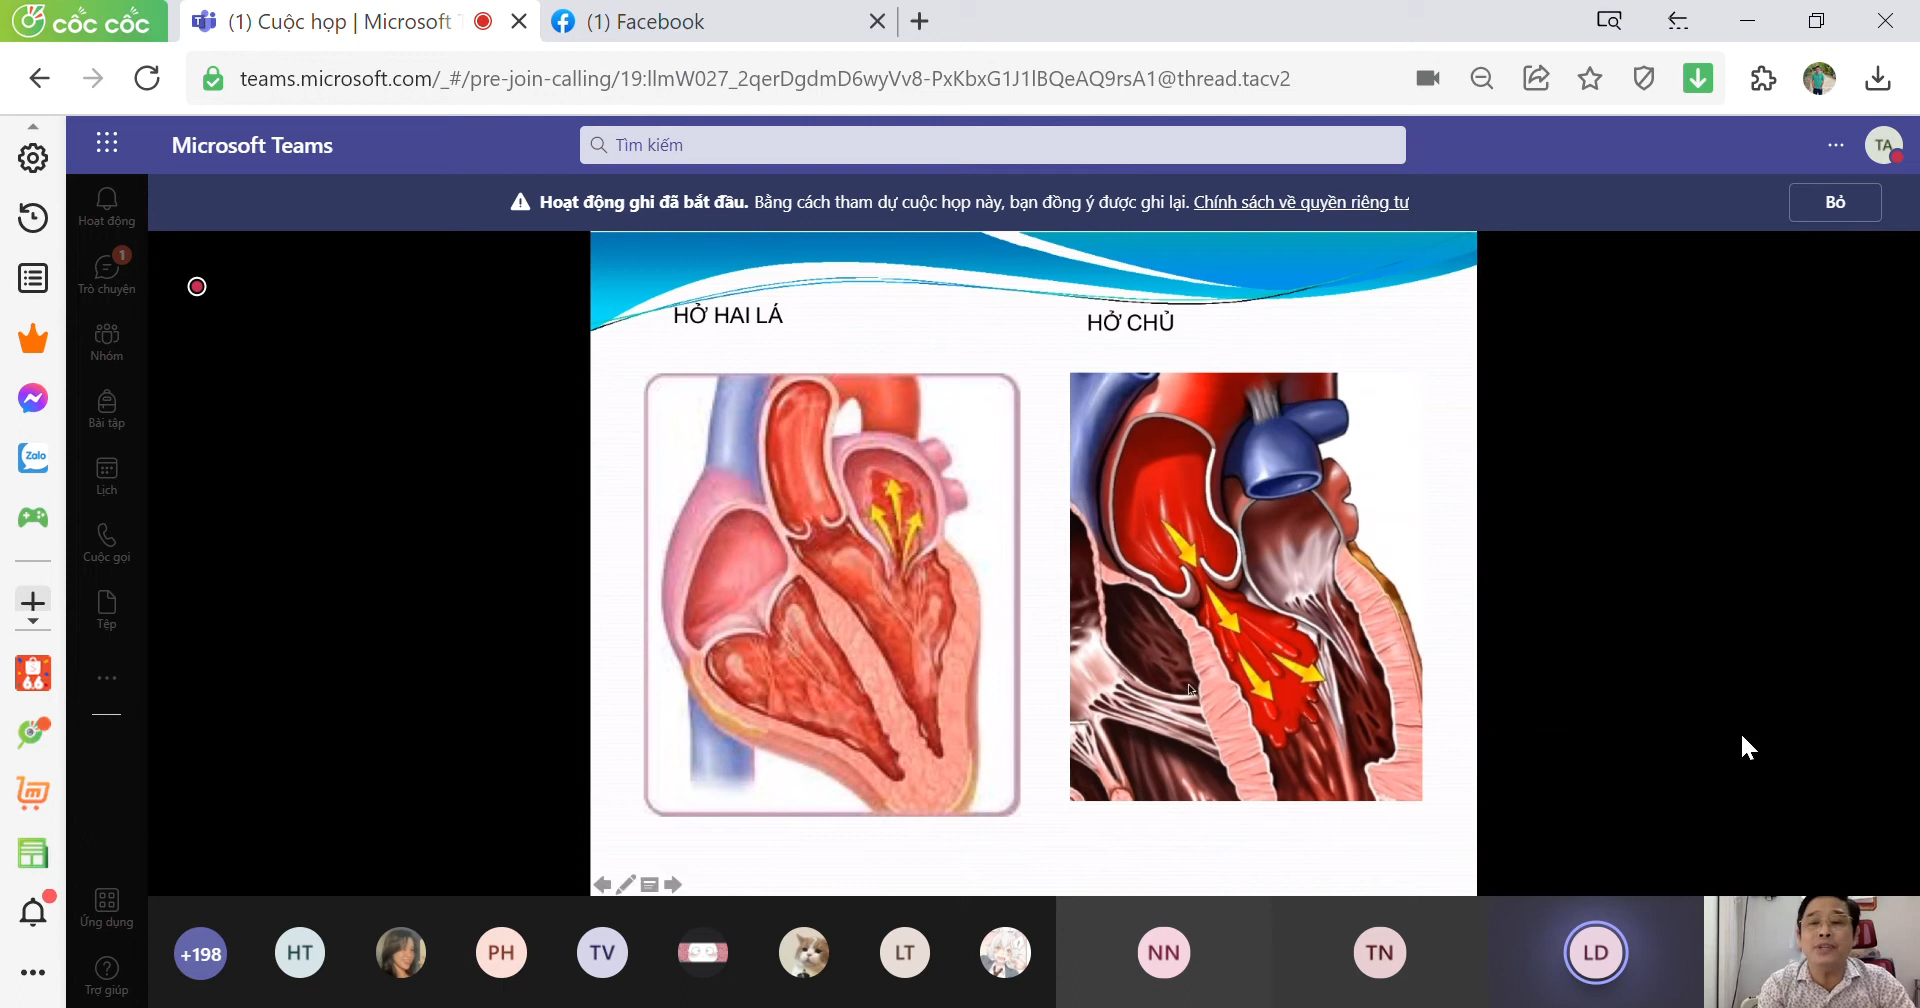 cốc cốc
(1) Cuộc họp | Microsoft T
(1) Facebook
teams.microsoft.com/_#/pre-join-calling/19:llmW027_2qerDgdmD6wyVv8-PxKbxG1J1lBQeAQ9rsA1@thread.tacv2
Microsoft Teams
Tìm kiếm
TA
Hoạt động ghi đã bắt đầu. Bằng cách tham dự cuộc họp này, bạn đồng ý được ghi lại. Chính sách về quyền riêng tư
Bỏ
Hoạt động
1
Trò chuyện
Nhóm
Bài tập
Lịch
Cuộc gọi
Tệp
Ứng dụng
Trợ giúp
Zalo
6.6
HỞ HAI LÁ
HỞ CHỦ
+198
HT
PH
TV
LT
NN
TN
LD